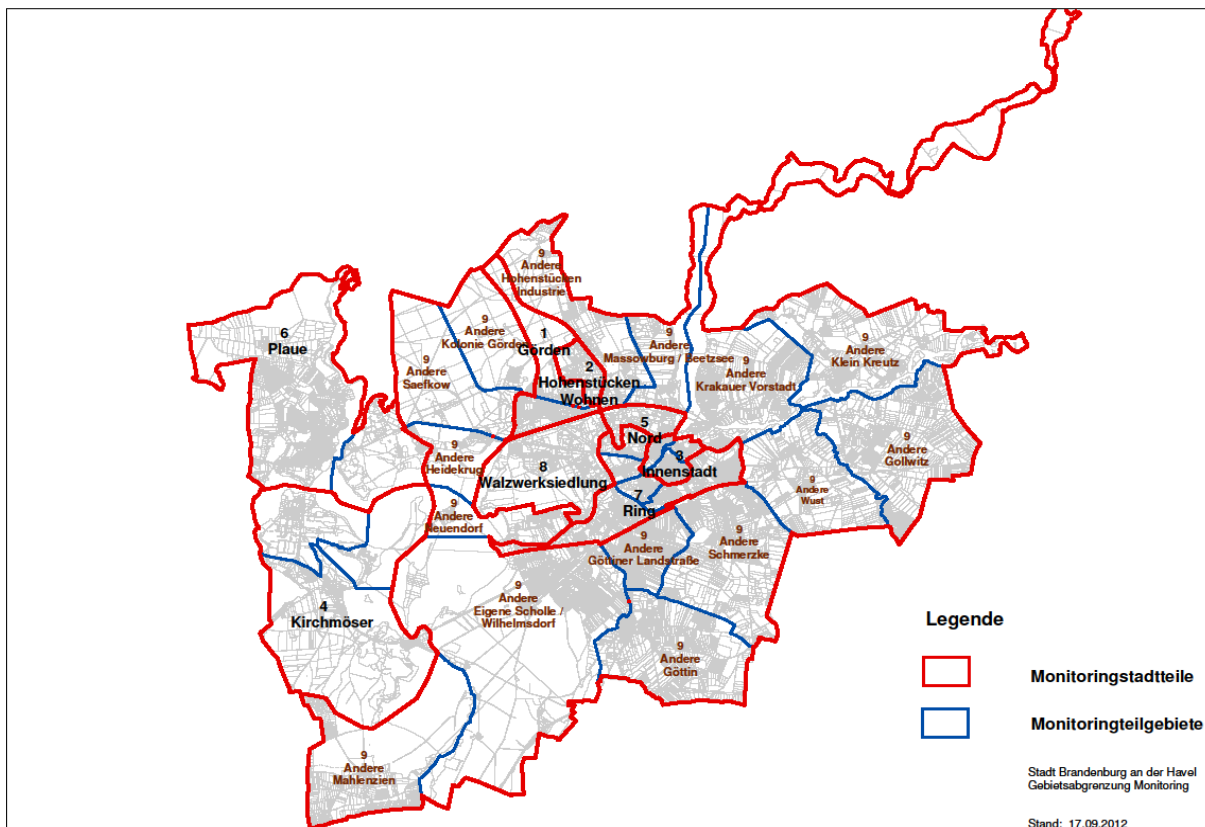 9
Andere
Hohenstücken
Industrie
9
Andere
Kolonie Görden
1
Görden
6
Plaue
9
Andere
Saefkow
2
Hohenstücken
Wohnen
9
Andere
Massowburg / Beetzsee
9
Andere
Krakauer Vorstadt
9
Andere
Klein Kreutz
5
Nord
9
Andere
Heidekrug
8
Walzwerksiedlung
3
Innenstadt
9
Andere
Gollwitz
9
Andere
Wust
7
Ring
9
Andere
Neuendorf
9
Andere
Göttiner Landstraße
9
Andere
Schmerzke
9
Andere
Eigene Scholle /
Wilhelmsdorf
4
Kirchmöser
9
Andere
Göttin
9
Andere
Mahlenzien
Legende
Monitoringstadtteile
Monitoringteilgebiete
Stadt Brandenburg an der Havel
Gebietsabgrenzung Monitoring
Stand: 17.09.2012